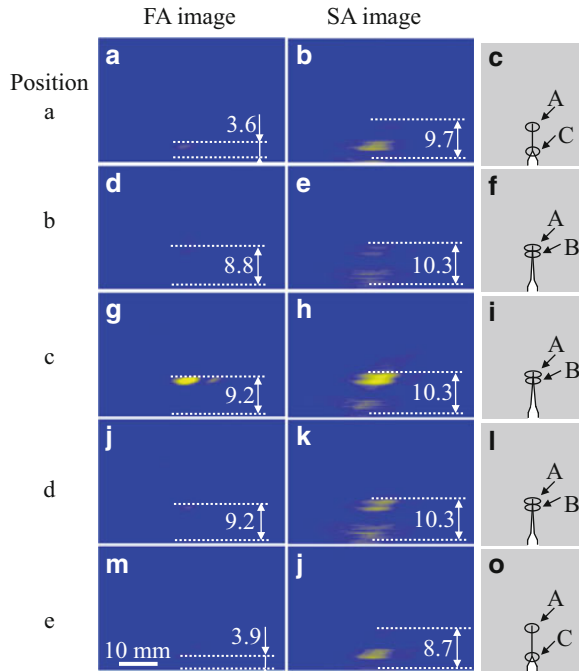 FA image SA image
Position
a
a b c
3.6 9.7 A
C
b
d e f
8.8 10.3 A
B
c
g h i
9.2 10.3 A
B
d
j k l
9.2 10.3 A
B
e
m j o
3.9 8.7 A
C
10 mm